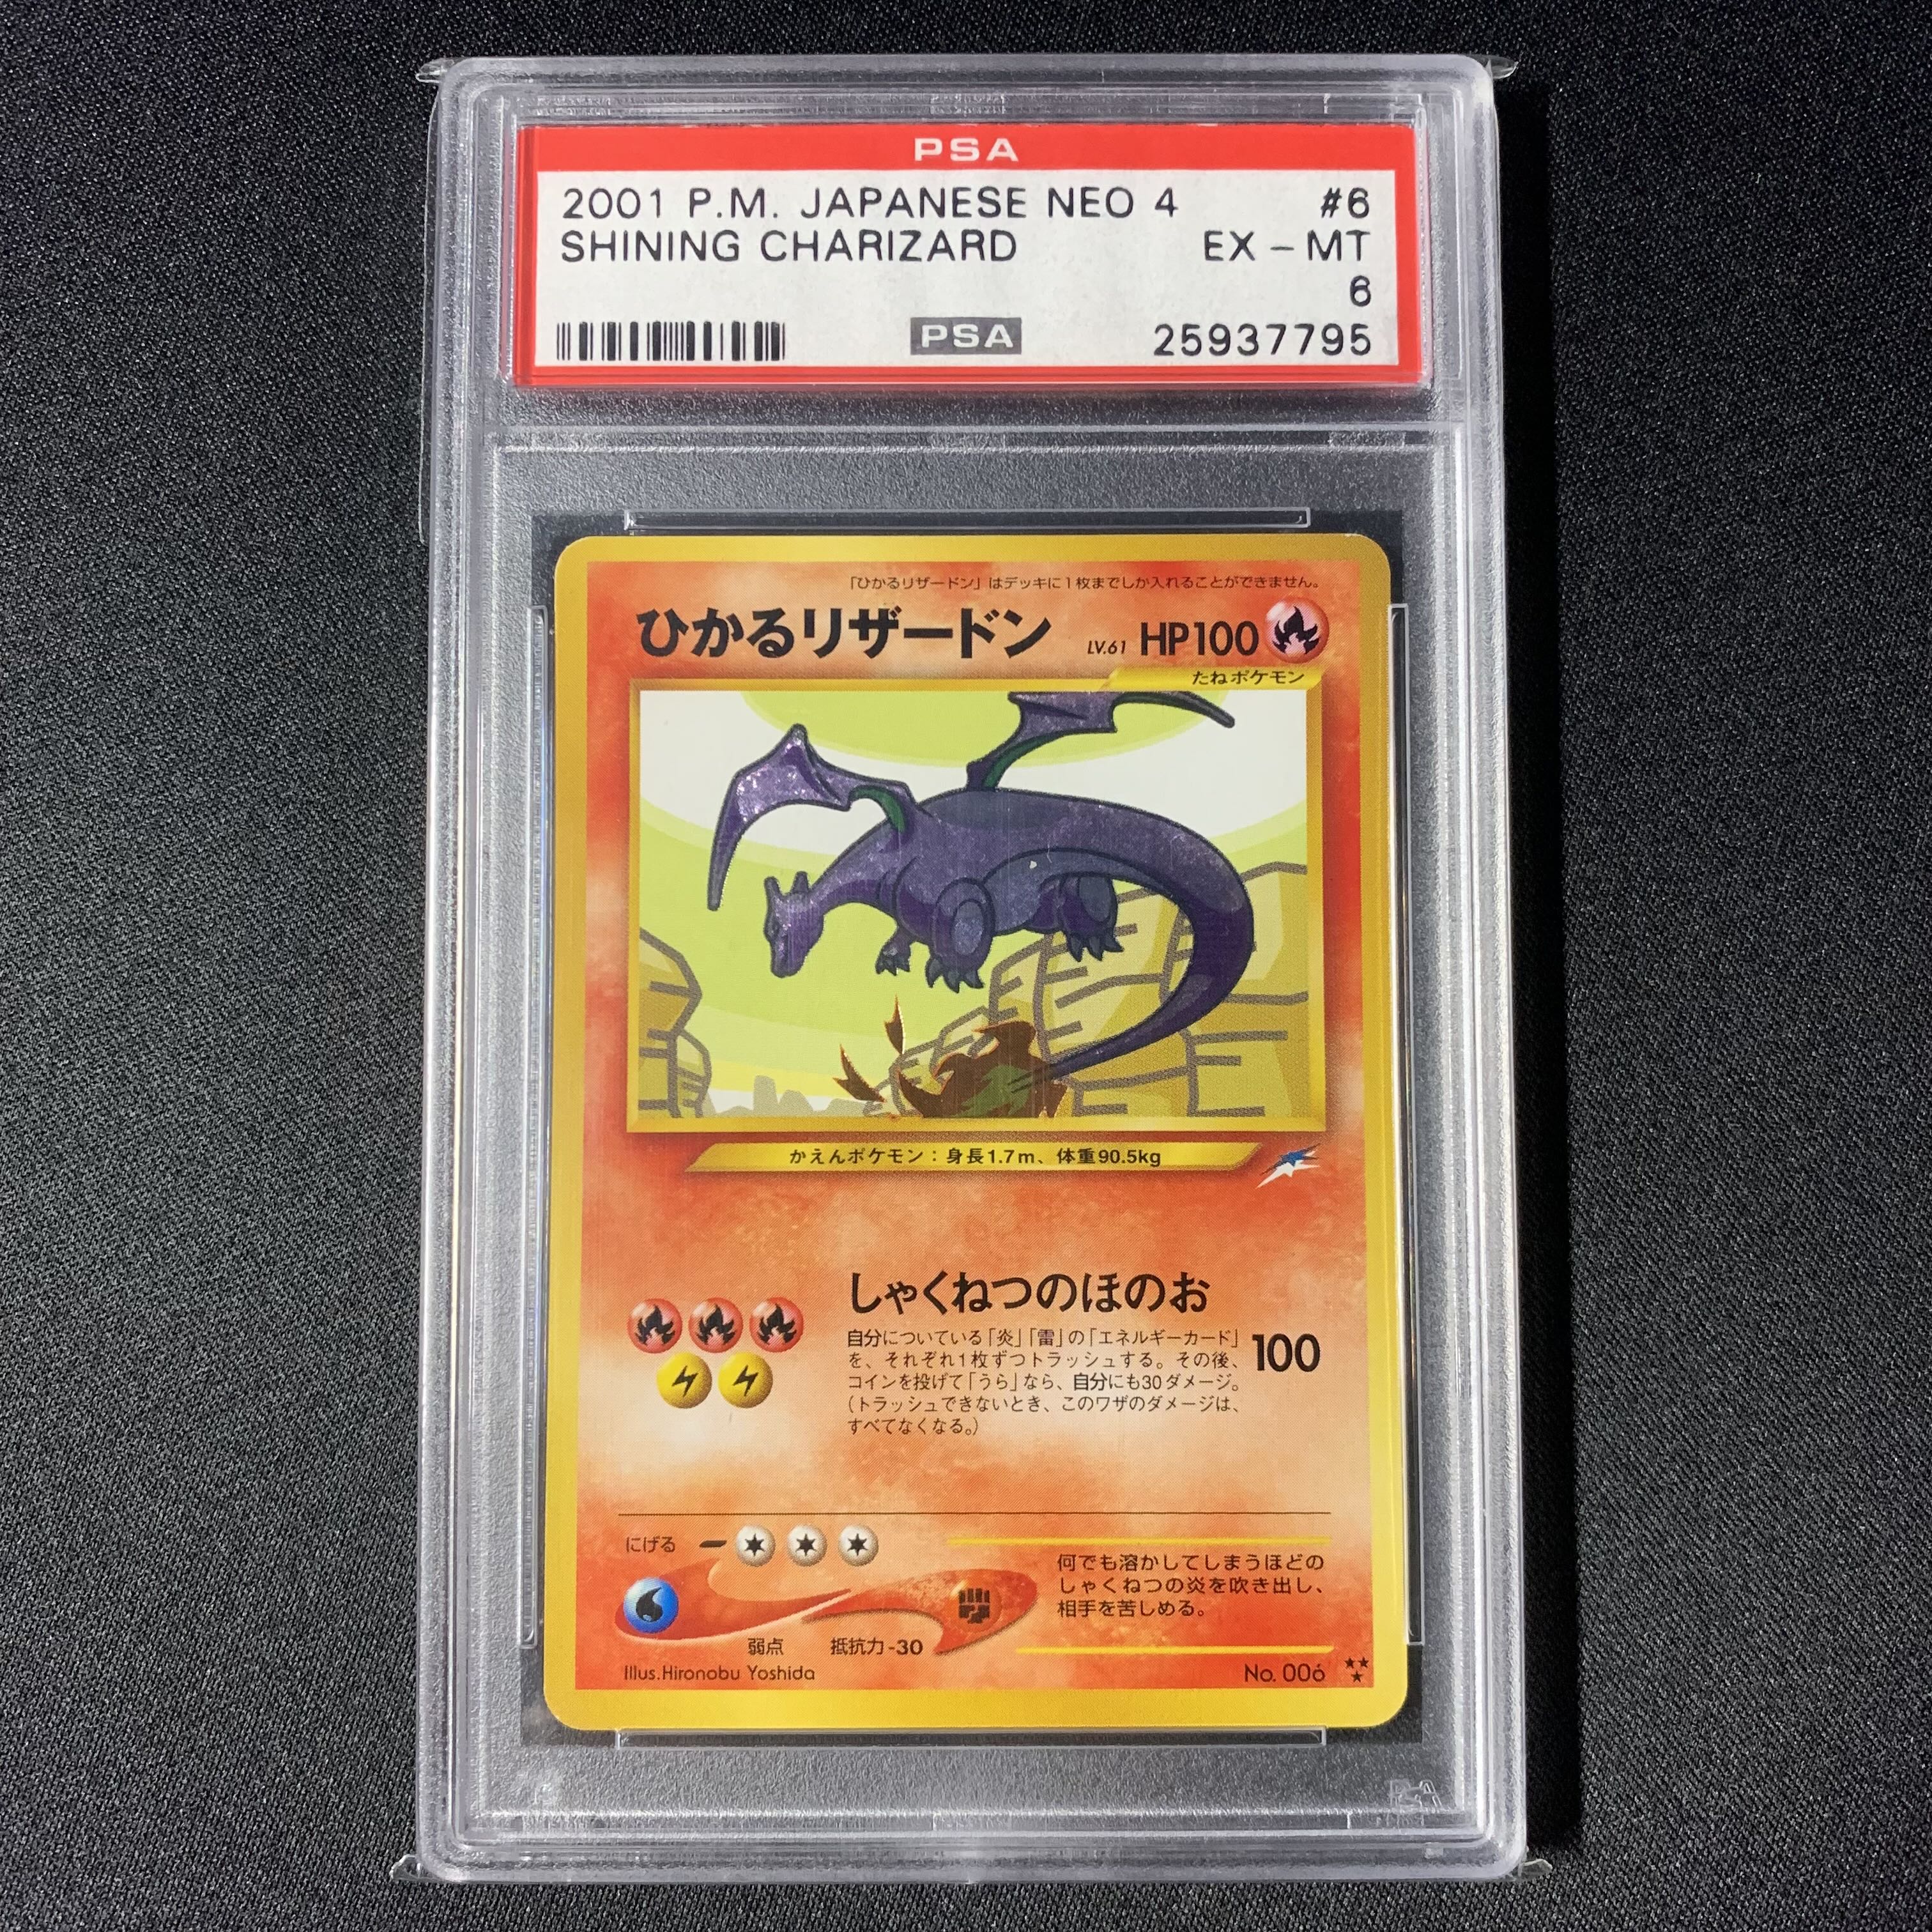 PSA
2001 P.M. JAPANESE NEO 4 #6
SHINING CHARIZARD EX - MT
6
PSA 25937795
「ひかるリザードン」はデッキに1枚までしか入れることができません。
ひかるリザードン LV.61 HP100
たねポケモン
かえんポケモン：身長1.7m、体重90.5kg
しゃくねつのほのお
自分についている「炎」「雷」の「エネルギーカード」
を、それぞれ1枚ずつトラッシュする。その後、 100
コインを投げて「うら」なら、自分にも30ダメージ。
（トラッシュできないとき、このワザのダメージは、
すべてなくなる。）
にげる
何でも溶かしてしまうほどの
しゃくねつの炎を吹き出し、
相手を苦しめる。
弱点 抵抗力-30
Illus.Hironobu Yoshida No. 006